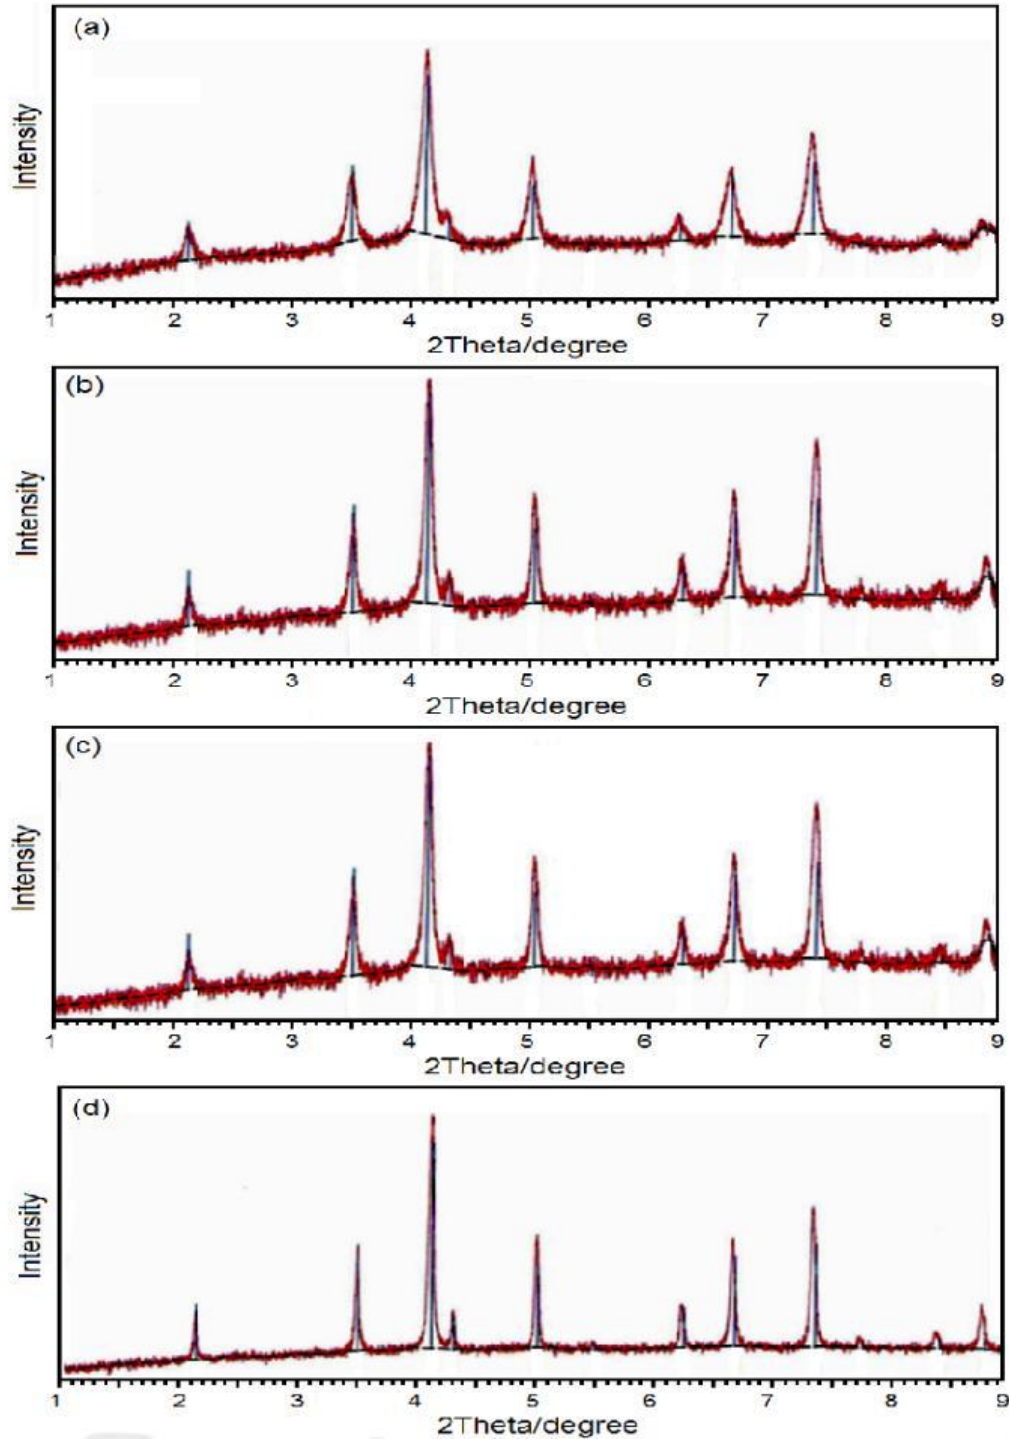 (a)
Intensity
1 2 3 4 5 6 7 8 9
2Theta/degree
(b)
Intensity
1 2 3 4 5 6 7 8 9
2Theta/degree
(c)
Intensity
1 2 3 4 5 6 7 8 9
2Theta/degree
(d)
Intensity
1 2 3 4 5 6 7 8 9
2Theta/degree